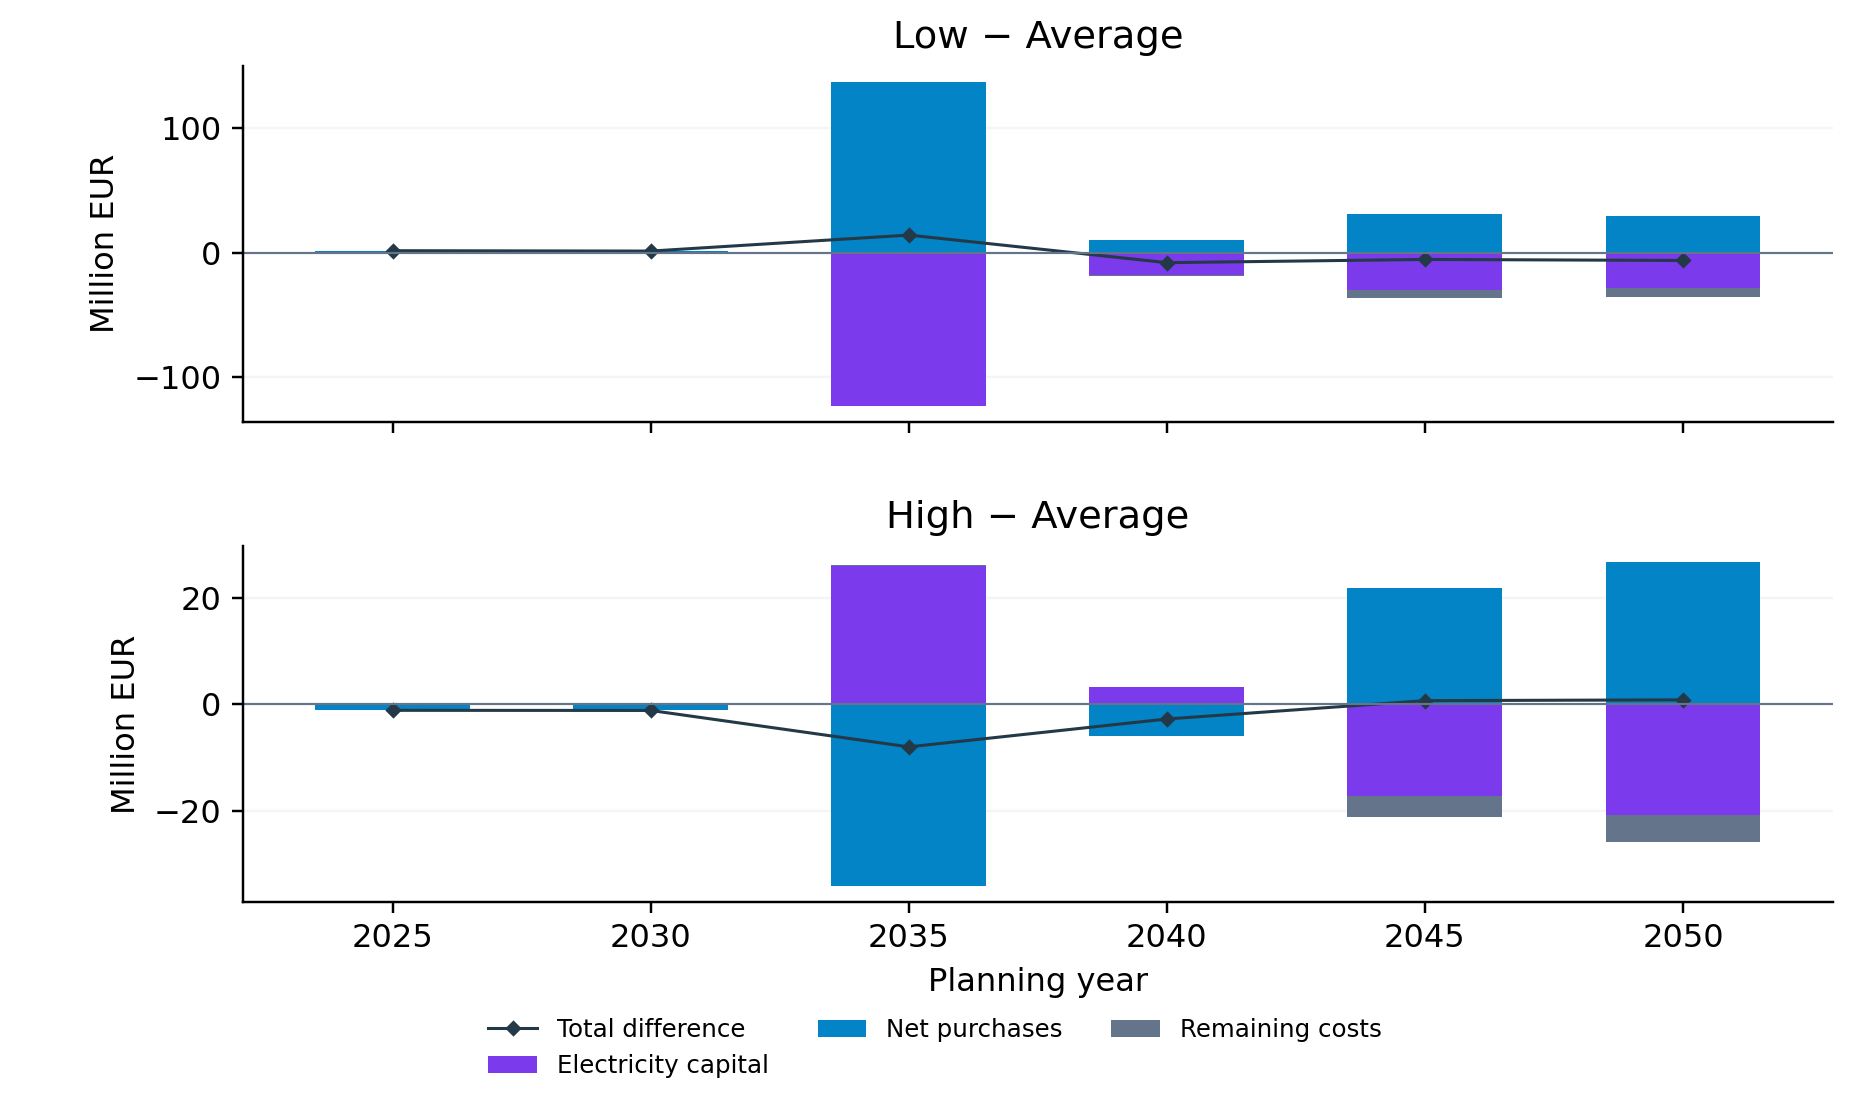 Low − Average
Million EUR
100
0
−100
High − Average
Million EUR
20
0
−20
2025 2030 2035 2040 2045 2050
Planning year
Total difference Net purchases Remaining costs
Electricity capital